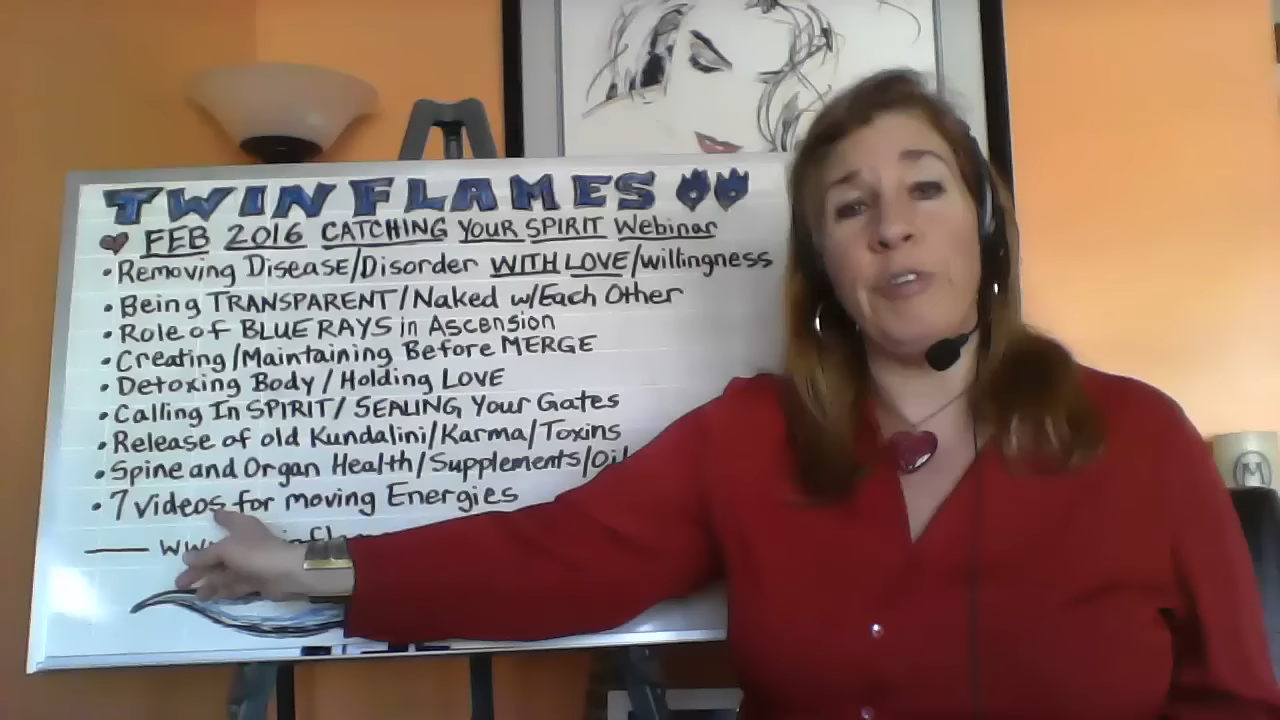 TWIN FLAMES
FEB 2016 CATCHING YOUR SPIRIT Webinar
• Removing Disease/Disorder WITH LOVE/willingness
• Being TRANSPARENT/Naked w/Each Other
• Role of BLUE RAYS in Ascension
• Creating/Maintaining Before MERGE
• Detoxing Body/Holding LOVE
• Calling In SPIRIT/SEALING Your Gates
• Release of old Kundalini/Karma/Toxins
• Spine and Organ Health/Supplements/Oil
• 7 videos for moving Energies
M